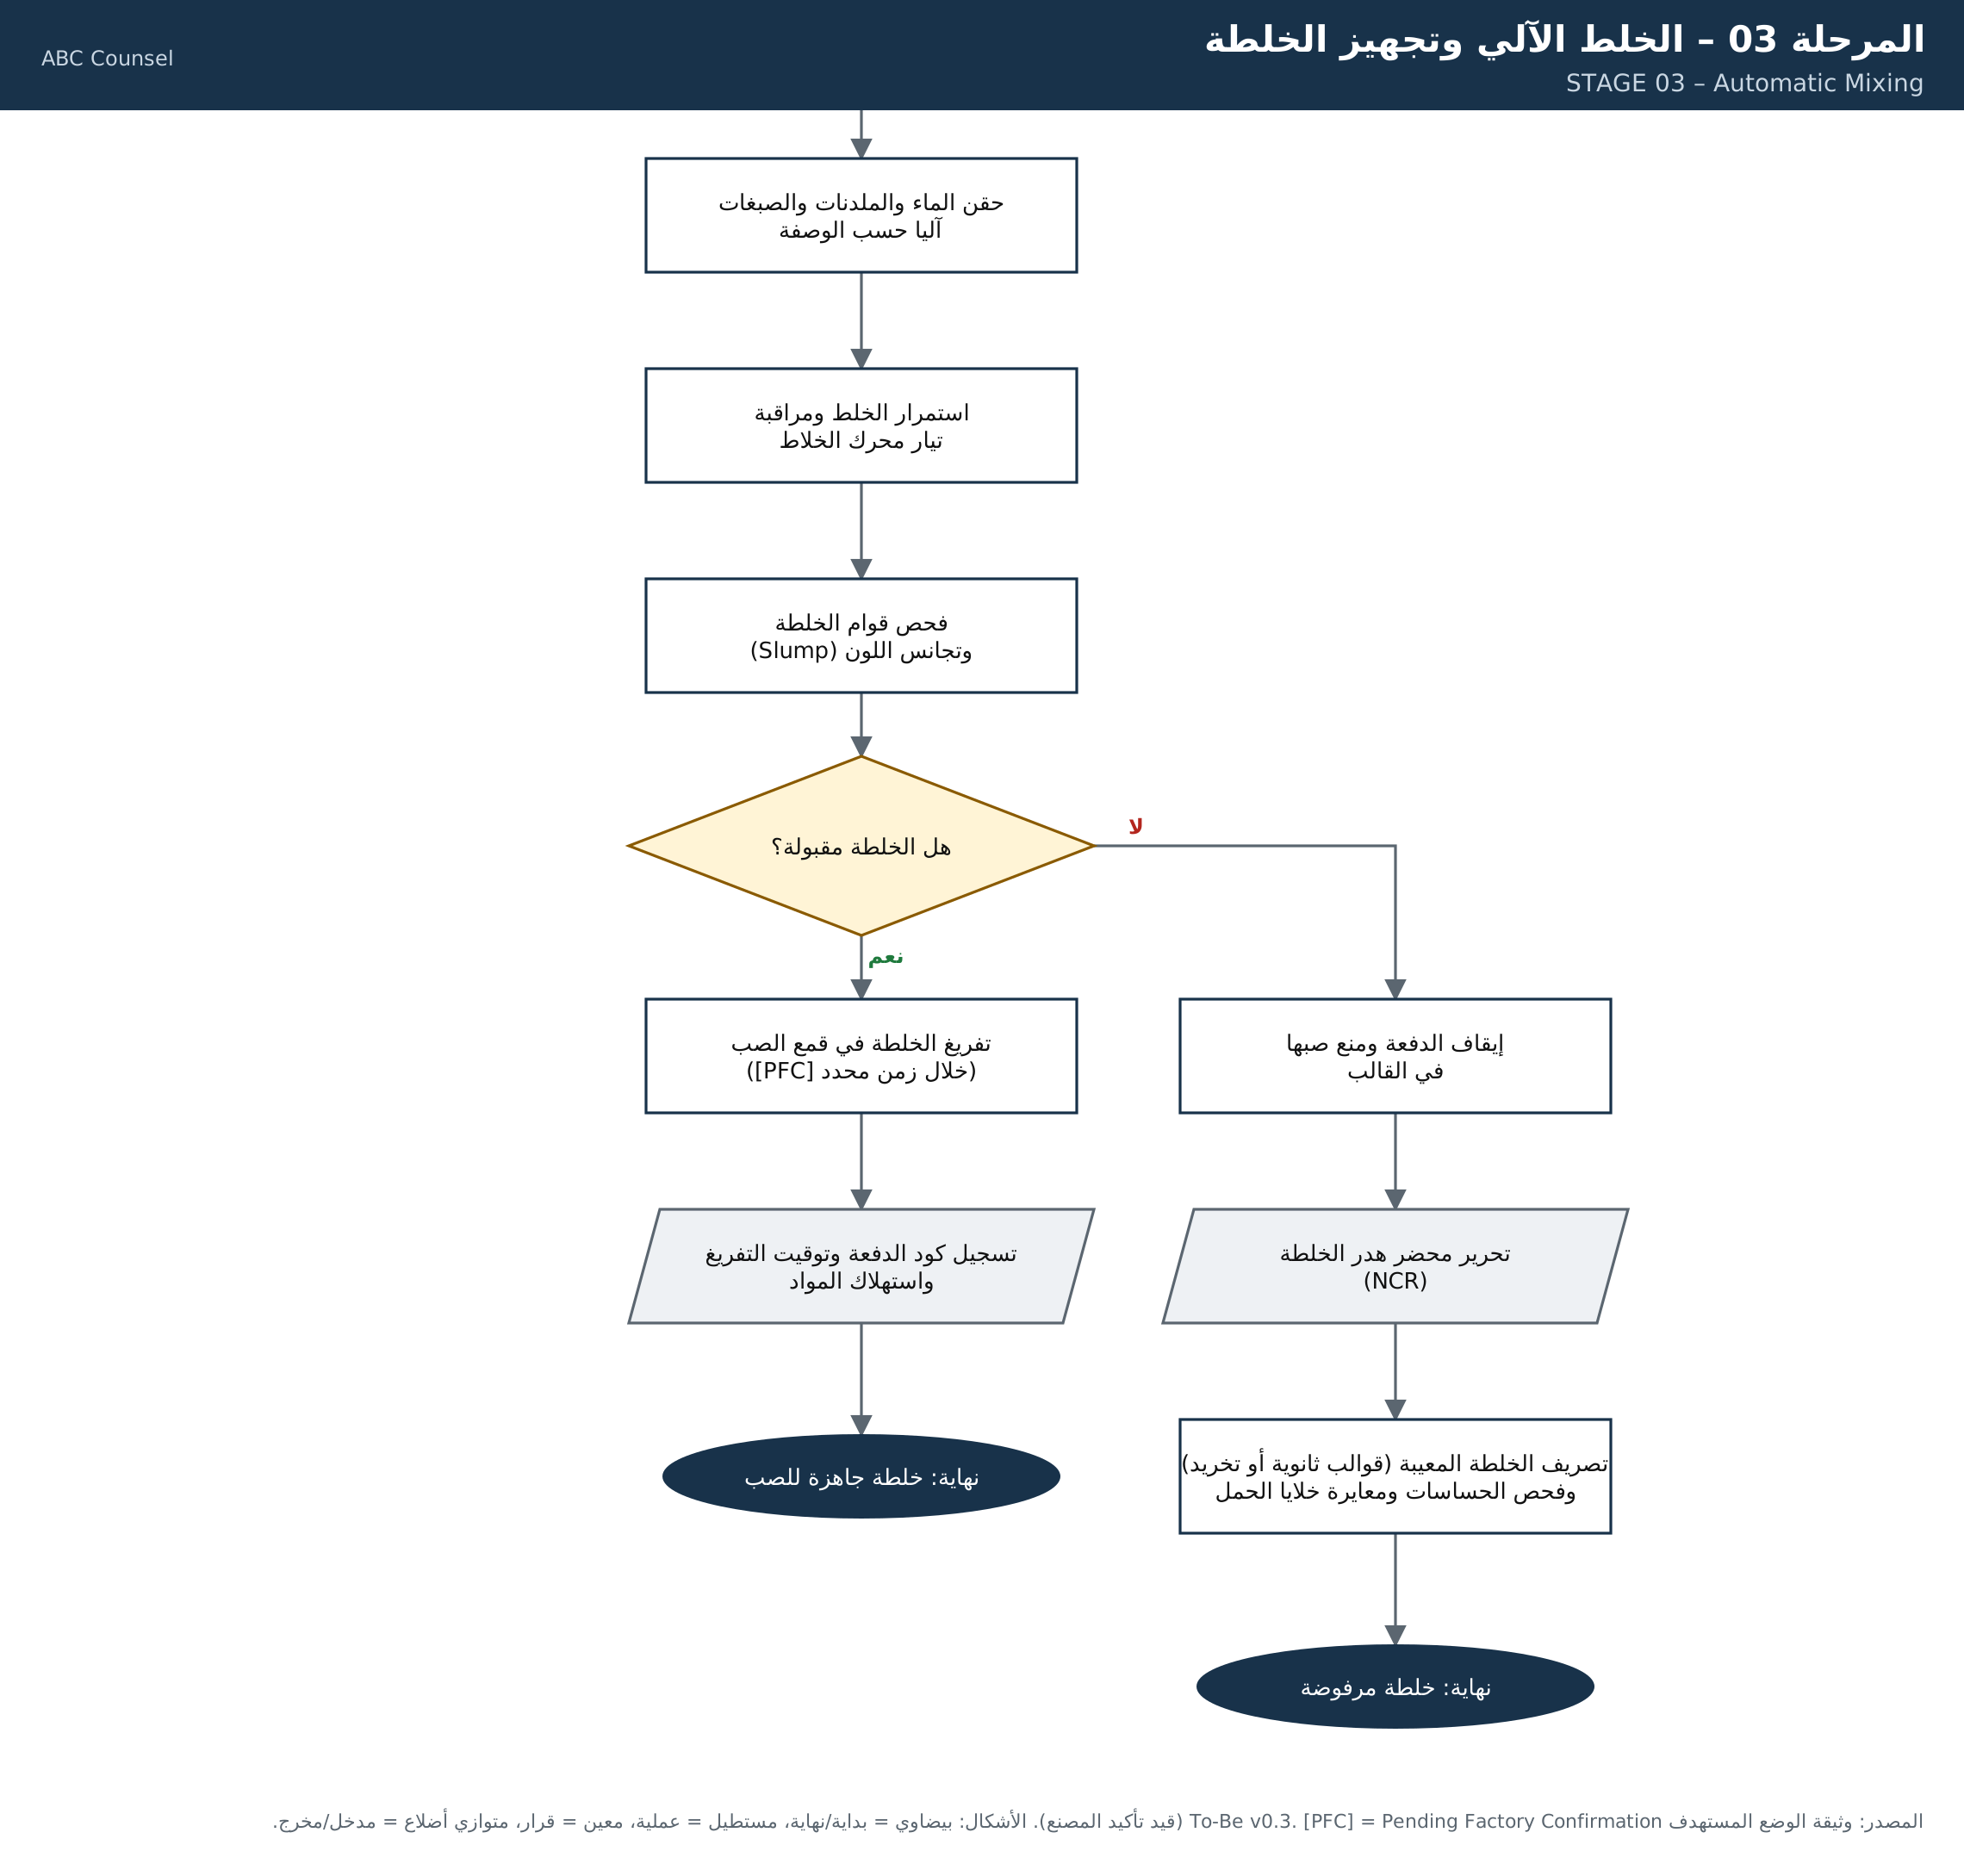 المرحلة 03 – الخلط الآلي وتجهيز الخلطة
STAGE 03 – Automatic Mixing
ABC Counsel
حقن الماء والملدنات والصبغات
آليا حسب الوصفة
استمرار الخلط ومراقبة
تيار محرك الخلاط
فحص قوام الخلطة
وتجانس اللون (Slump)
هل الخلطة مقبولة؟
لا
نعم
تفريغ الخلطة في قمع الصب
(خلال زمن محدد [PFC])
إيقاف الدفعة ومنع صبها
في القالب
تسجيل كود الدفعة وتوقيت التفريغ
واستهلاك المواد
تحرير محضر هدر الخلطة
(NCR)
نهاية: خلطة جاهزة للصب
تصريف الخلطة المعيبة (قوالب ثانوية أو تخريد)
وفحص الحساسات ومعايرة خلايا الحمل
نهاية: خلطة مرفوضة
المصدر: وثيقة الوضع المستهدف To-Be v0.3. [PFC] = Pending Factory Confirmation (قيد تأكيد المصنع). الأشكال: بيضاوي = بداية/نهاية، مستطيل = عملية، معين = قرار، متوازي أضلاع = مدخل/مخرج.